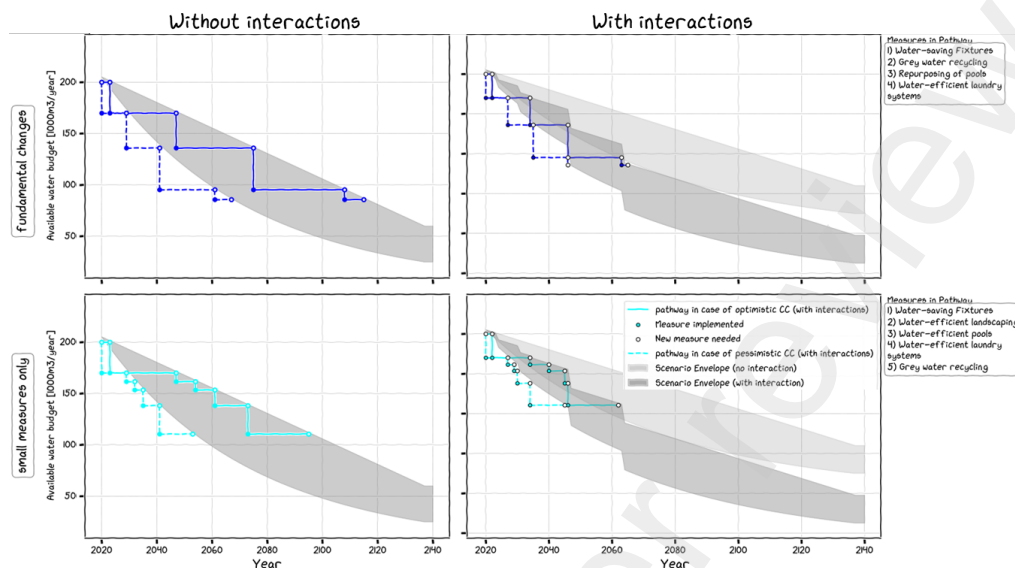 Without interactions
With interactions
fundamental changes
Available water budget [1000m3/year]
200
150
100
50
Measures in Pathway
1) Water-saving Fixtures
2) Grey water recycling
3) Repurposing of pools
4) Water-efficient laundry
systems
small measures only
Available water budget [1000m3/year]
200
150
100
50
2020
2040
2060
2080
2100
2120
2140
Year
pathway in case of optimistic CC (with interactions)
Measure implemented
New measure needed
pathway in case of pessimistic CC (with interactions)
Scenario Envelope (no interaction)
Scenario Envelope (with interaction)
2020
2040
2060
2080
2100
2120
2140
Year
Measures in Pathway
1) Water-saving Fixtures
2) Water-efficient landscaping
3) Water-efficient pools
4) Water-efficient laundry
systems
5) Grey water recycling
er review